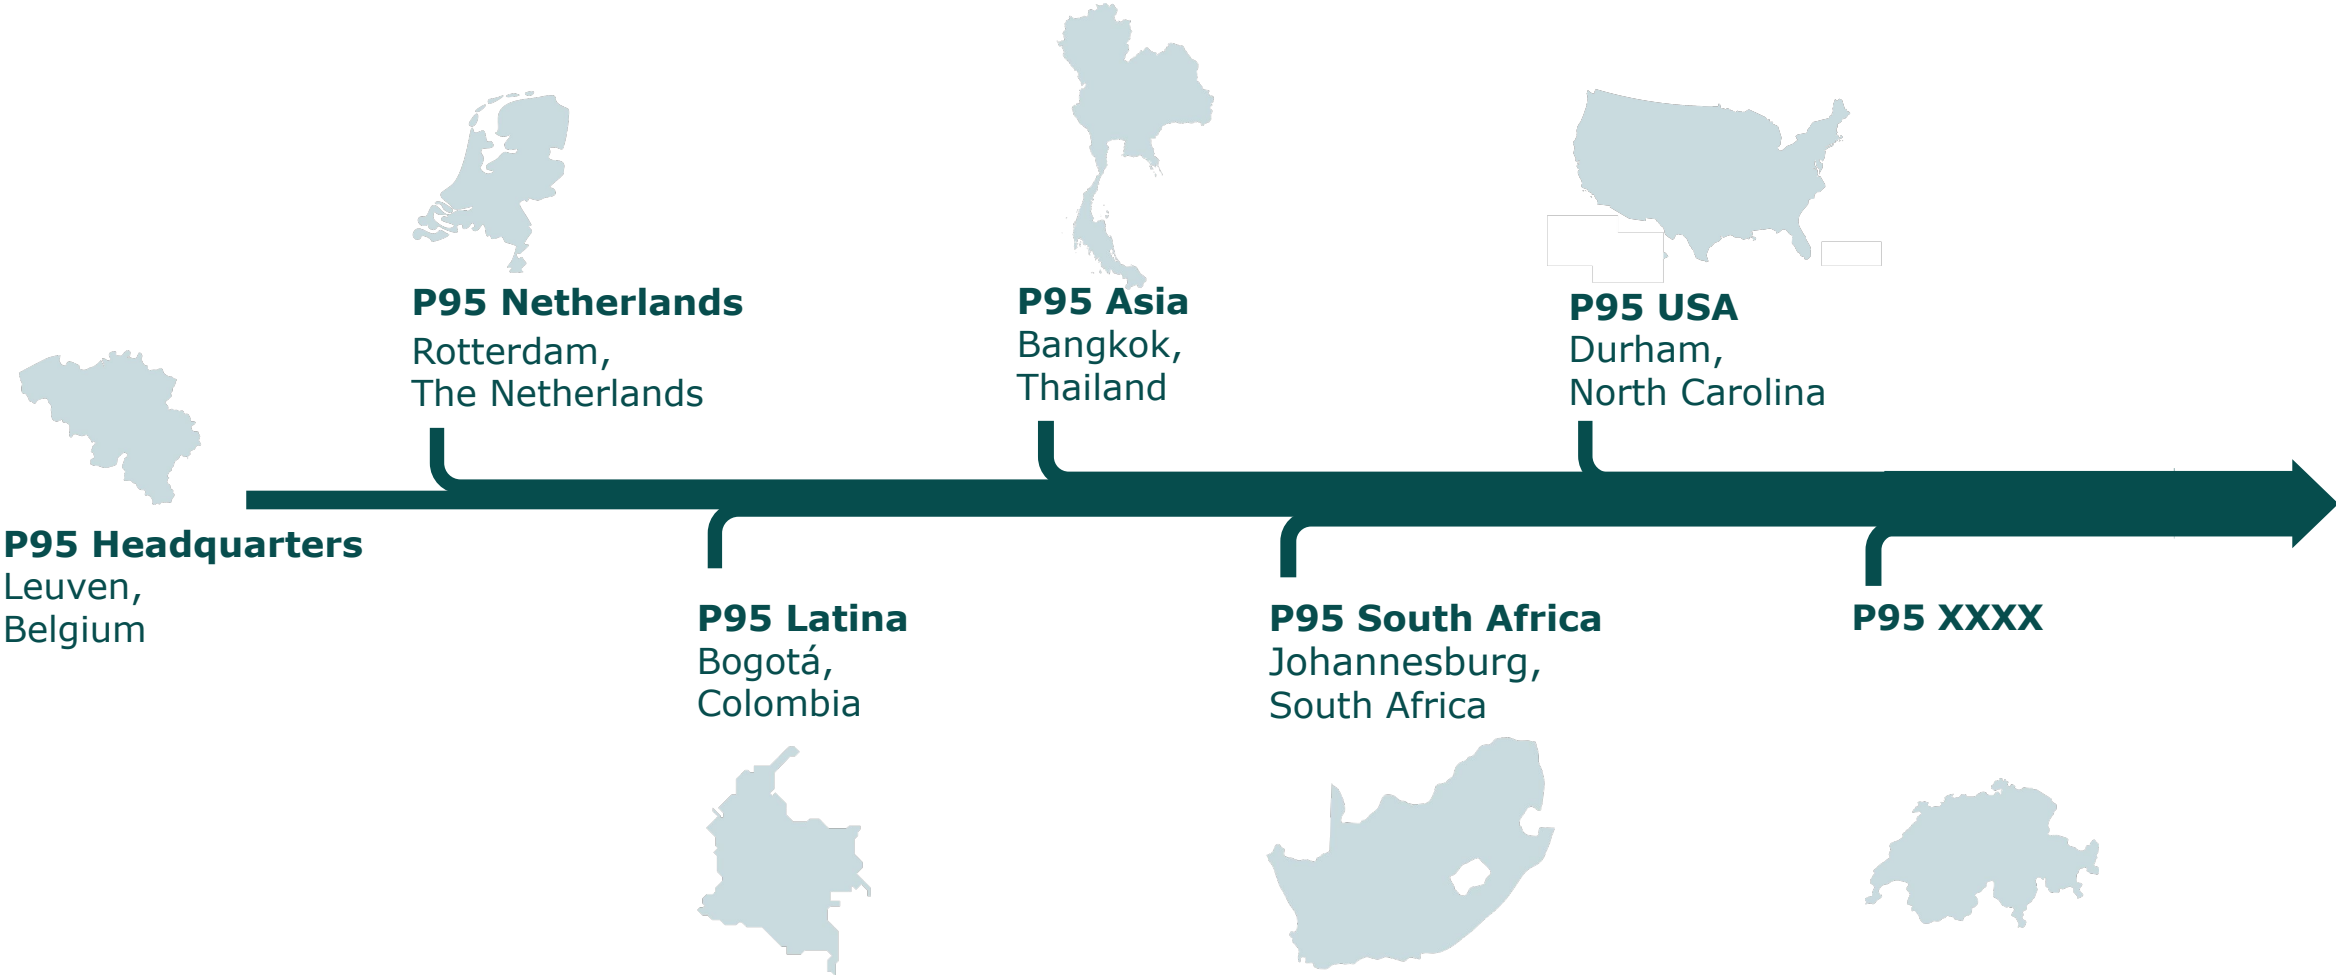 P95 Headquarters
Leuven,
Belgium
P95 Netherlands
Rotterdam,
The Netherlands
P95 Latina
Bogotá,
Colombia
P95 Asia
Bangkok,
Thailand
P95 South Africa
Johannesburg,
South Africa
P95 USA
Durham,
North Carolina
P95 XXXX